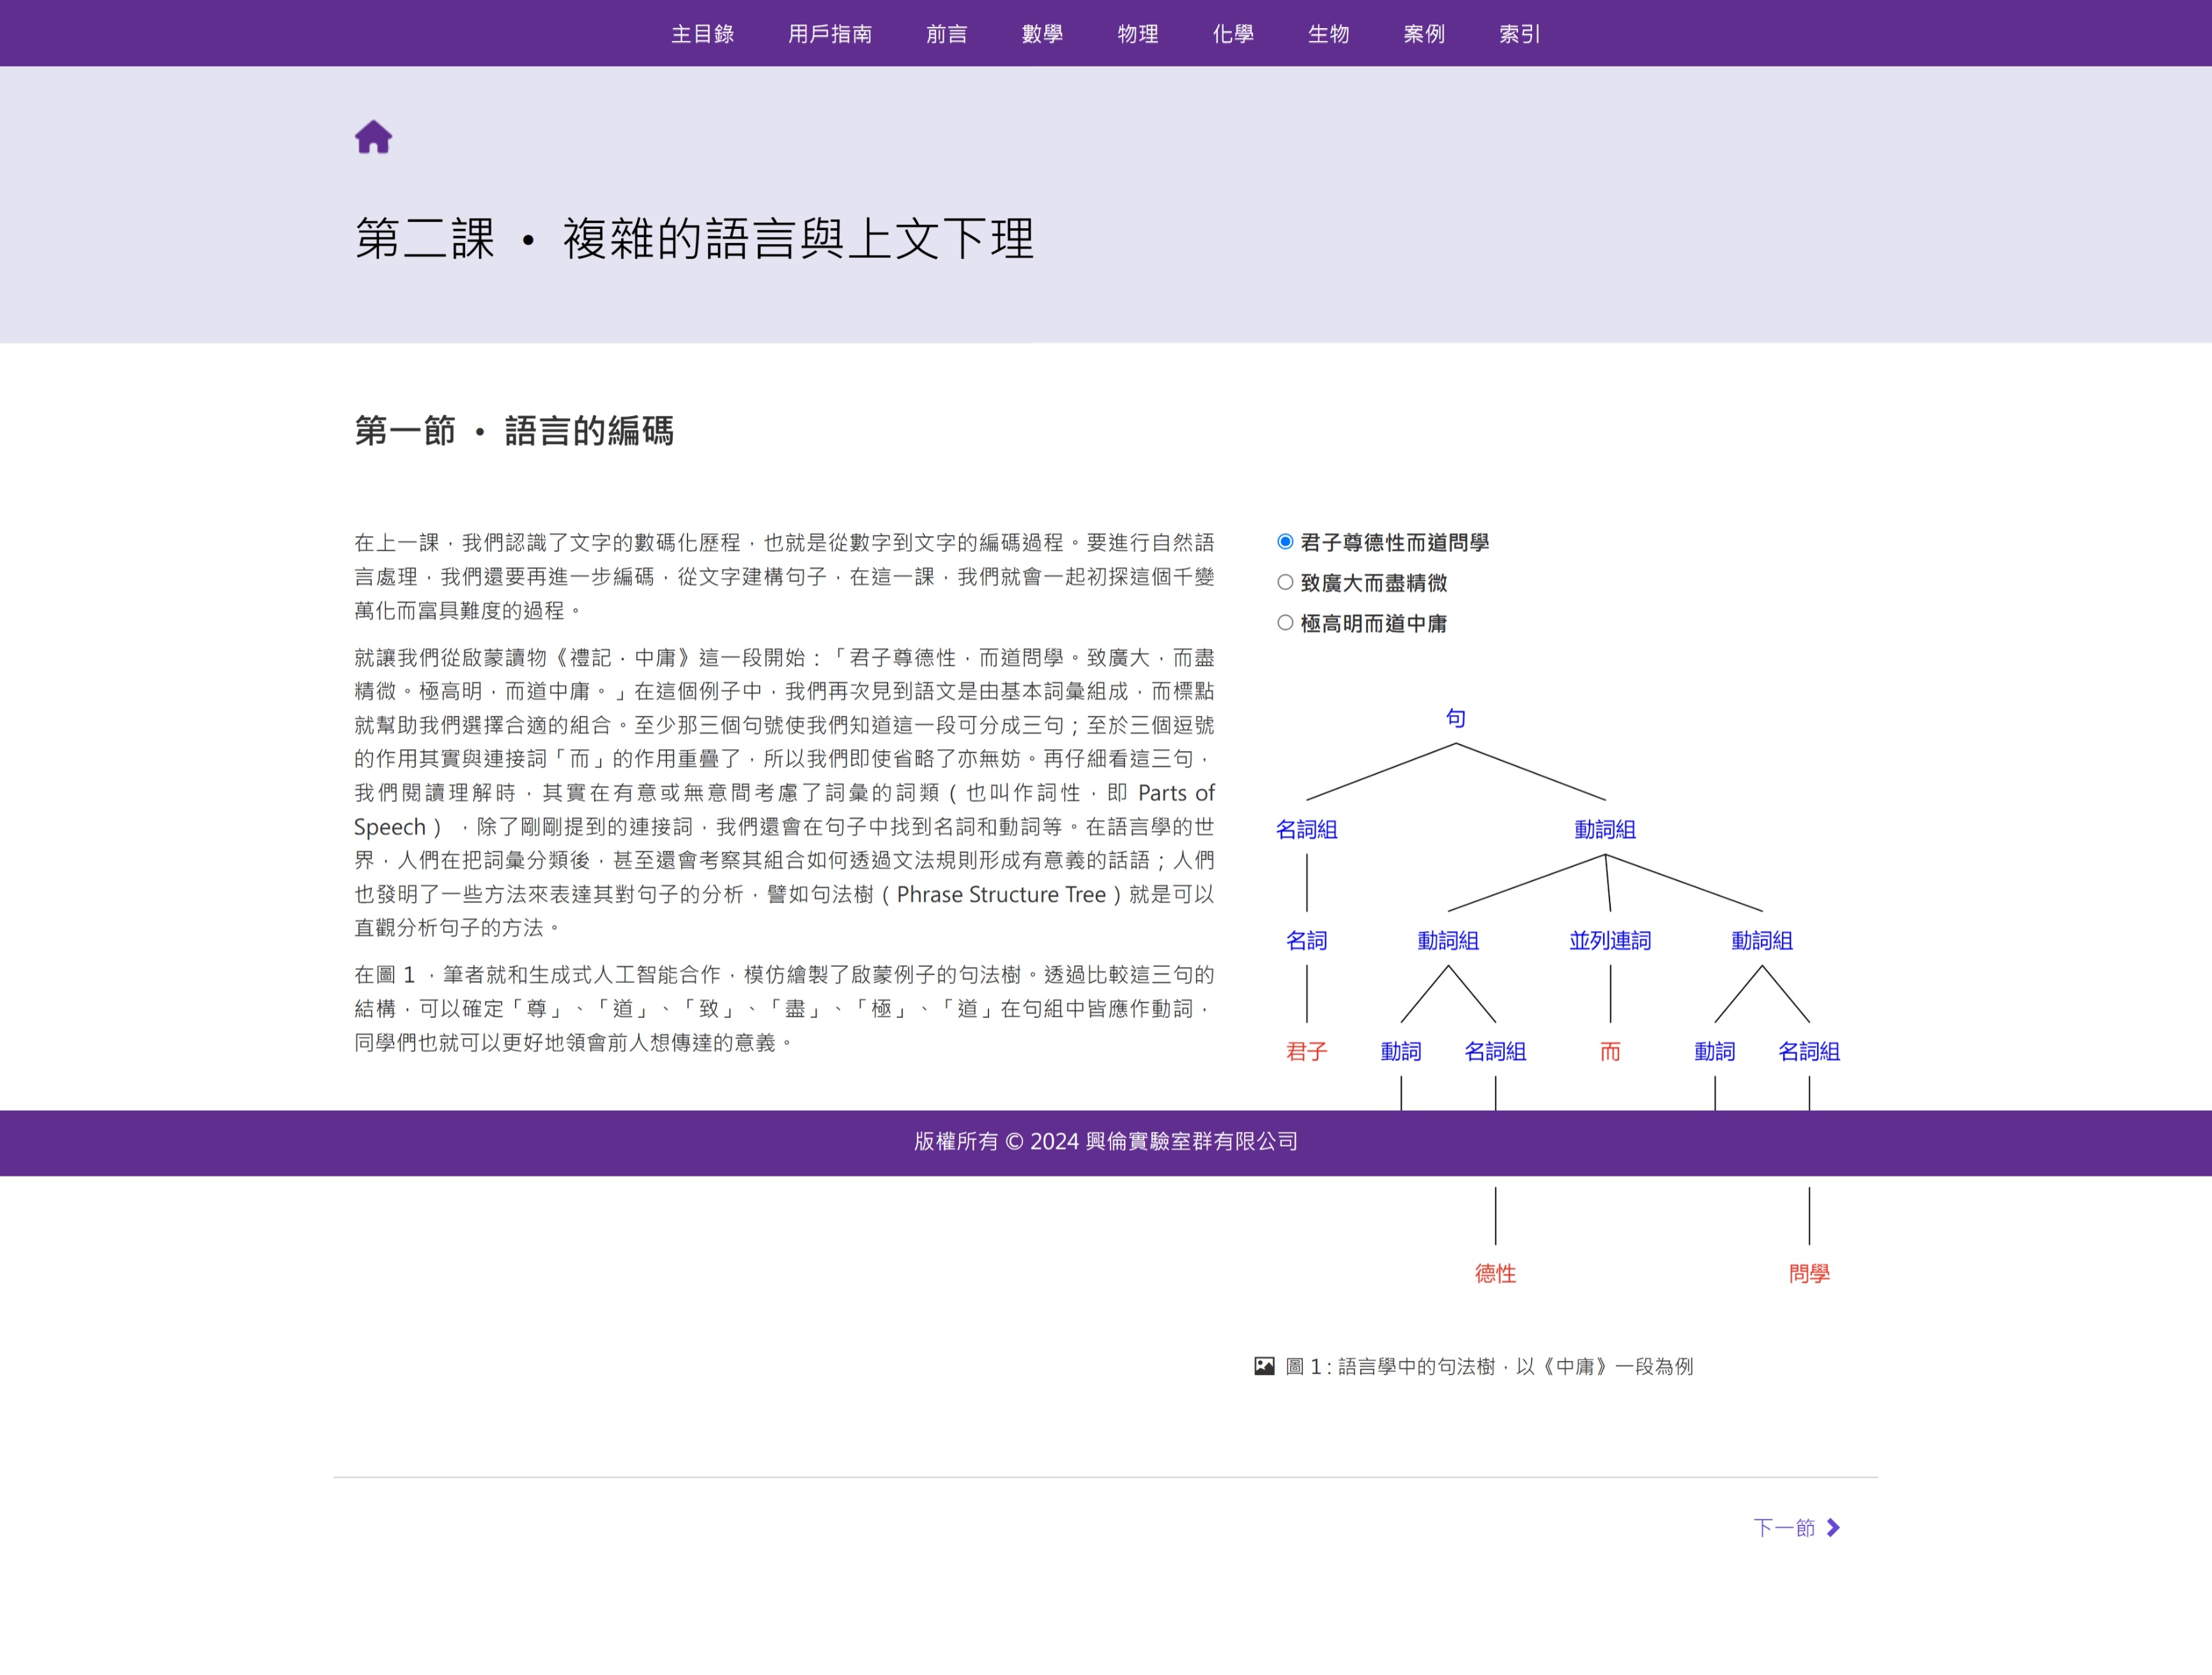 主目錄 用戶指南 前言 數學 物理 化學 生物 案例 索引
第二課 • 複雜的語言與上文下理
第一節 • 語言的編碼
在上一課，我們認識了文字的數碼化歷程，也就是從數字到文字的編碼過程。要進行自然語
言處理，我們還要再進一步編碼，從文字建構句子，在這一課，我們就會一起初探這個千變
萬化而富具難度的過程。
就讓我們從啟蒙讀物《禮記．中庸》這一段開始：「君子尊德性，而道問學。致廣大，而盡
精微。極高明，而道中庸。」在這個例子中，我們再次見到語文是由基本詞彙組成，而標點
就幫助我們選擇合適的組合。至少那三個句號使我們知道這一段可分成三句；至於三個逗號
的作用其實與連接詞「而」的作用重疊了，所以我們即使省略了亦無妨。再仔細看這三句，
我們閱讀理解時，其實在有意或無意間考慮了詞彙的詞類（也叫作詞性，即 Parts of
Speech），除了剛剛提到的連接詞，我們還會在句子中找到名詞和動詞等。在語言學的世
界，人們在把詞彙分類後，甚至還會考察其組合如何透過文法規則形成有意義的話語；人們
也發明了一些方法來表達其對句子的分析，譬如句法樹（Phrase Structure Tree）就是可以
直觀分析句子的方法。
在圖 1 ，筆者就和生成式人工智能合作，模仿繪製了啟蒙例子的句法樹。透過比較這三句的
結構，可以確定「尊」、「道」、「致」、「盡」、「極」、「道」在句組中皆應作動詞，
同學們也就可以更好地領會前人想傳達的意義。
君子尊德性而道問學
致廣大而盡精微
極高明而道中庸
句
名詞組 動詞組
名詞 動詞組 並列連詞 動詞組
君子 動詞 名詞組 而 動詞 名詞組
版權所有 © 2024 興倫實驗室群有限公司
德性 問學
圖 1：語言學中的句法樹，以《中庸》一段為例
下一節